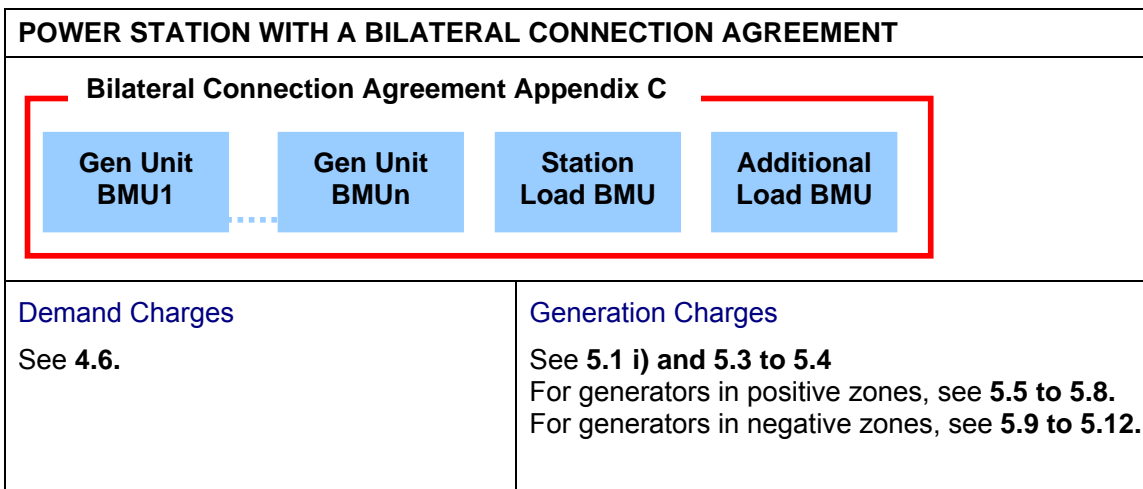 POWER STATION WITH A BILATERAL CONNECTION AGREEMENT
Bilateral Connection Agreement Appendix C
Gen Unit
BMU1
Gen Unit
BMUn
Station
Load BMU
Additional
Load BMU
Demand Charges
See 4.6.
Generation Charges
See 5.1 i) and 5.3 to 5.4
For generators in positive zones, see 5.5 to 5.8.
For generators in negative zones, see 5.9 to 5.12.